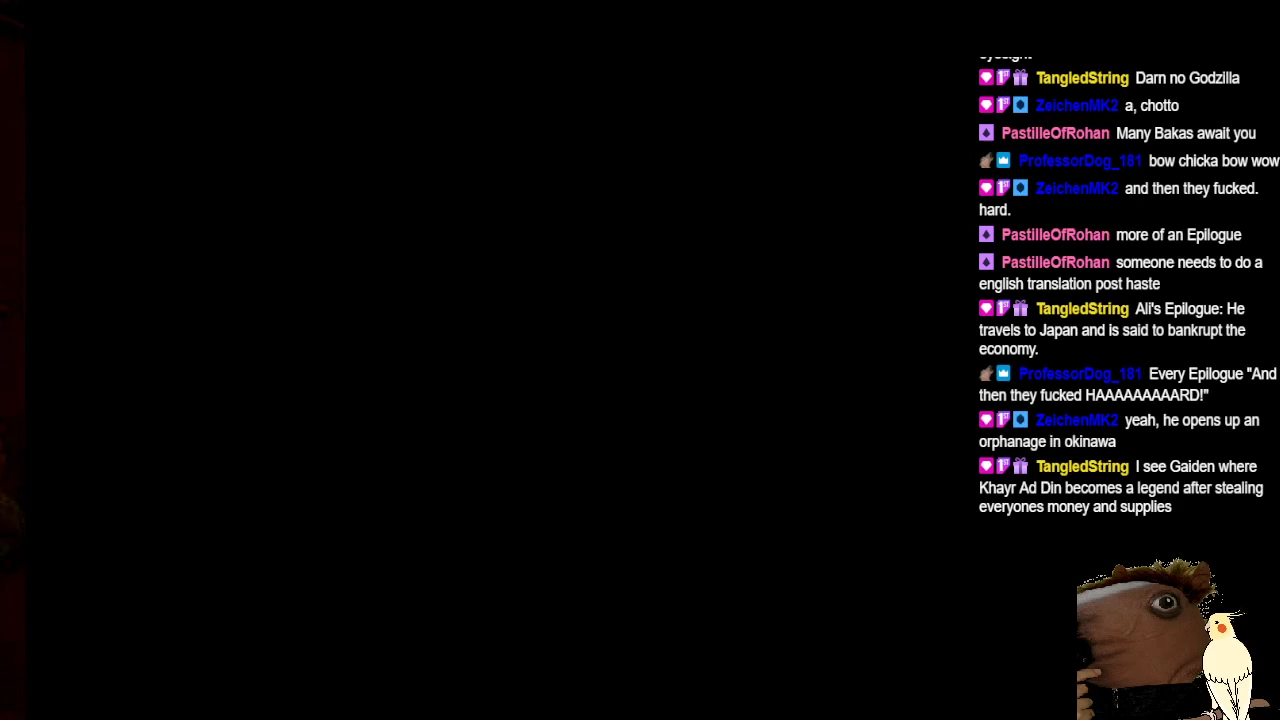 TangledString Darn no Godzilla
ZeichenMK2 a, chotto
PastilleOfRohan Many Bakas await you
ProfessorDog_181 bow chicka bow wow
ZeichenMK2 and then they fucked.
hard.
PastilleOfRohan more of an Epilogue
PastilleOfRohan someone needs to do a
english translation post haste
TangledString Ali's Epilogue: He
travels to Japan and is said to bankrupt the
economy.
ProfessorDog_181 Every Epilogue "And
then they fucked HAAAAAAAAARD!"
ZeichenMK2 yeah, he opens up an
orphanage in okinawa
TangledString I see Gaiden where
Khayr Ad Din becomes a legend after stealing
everyones money and supplies